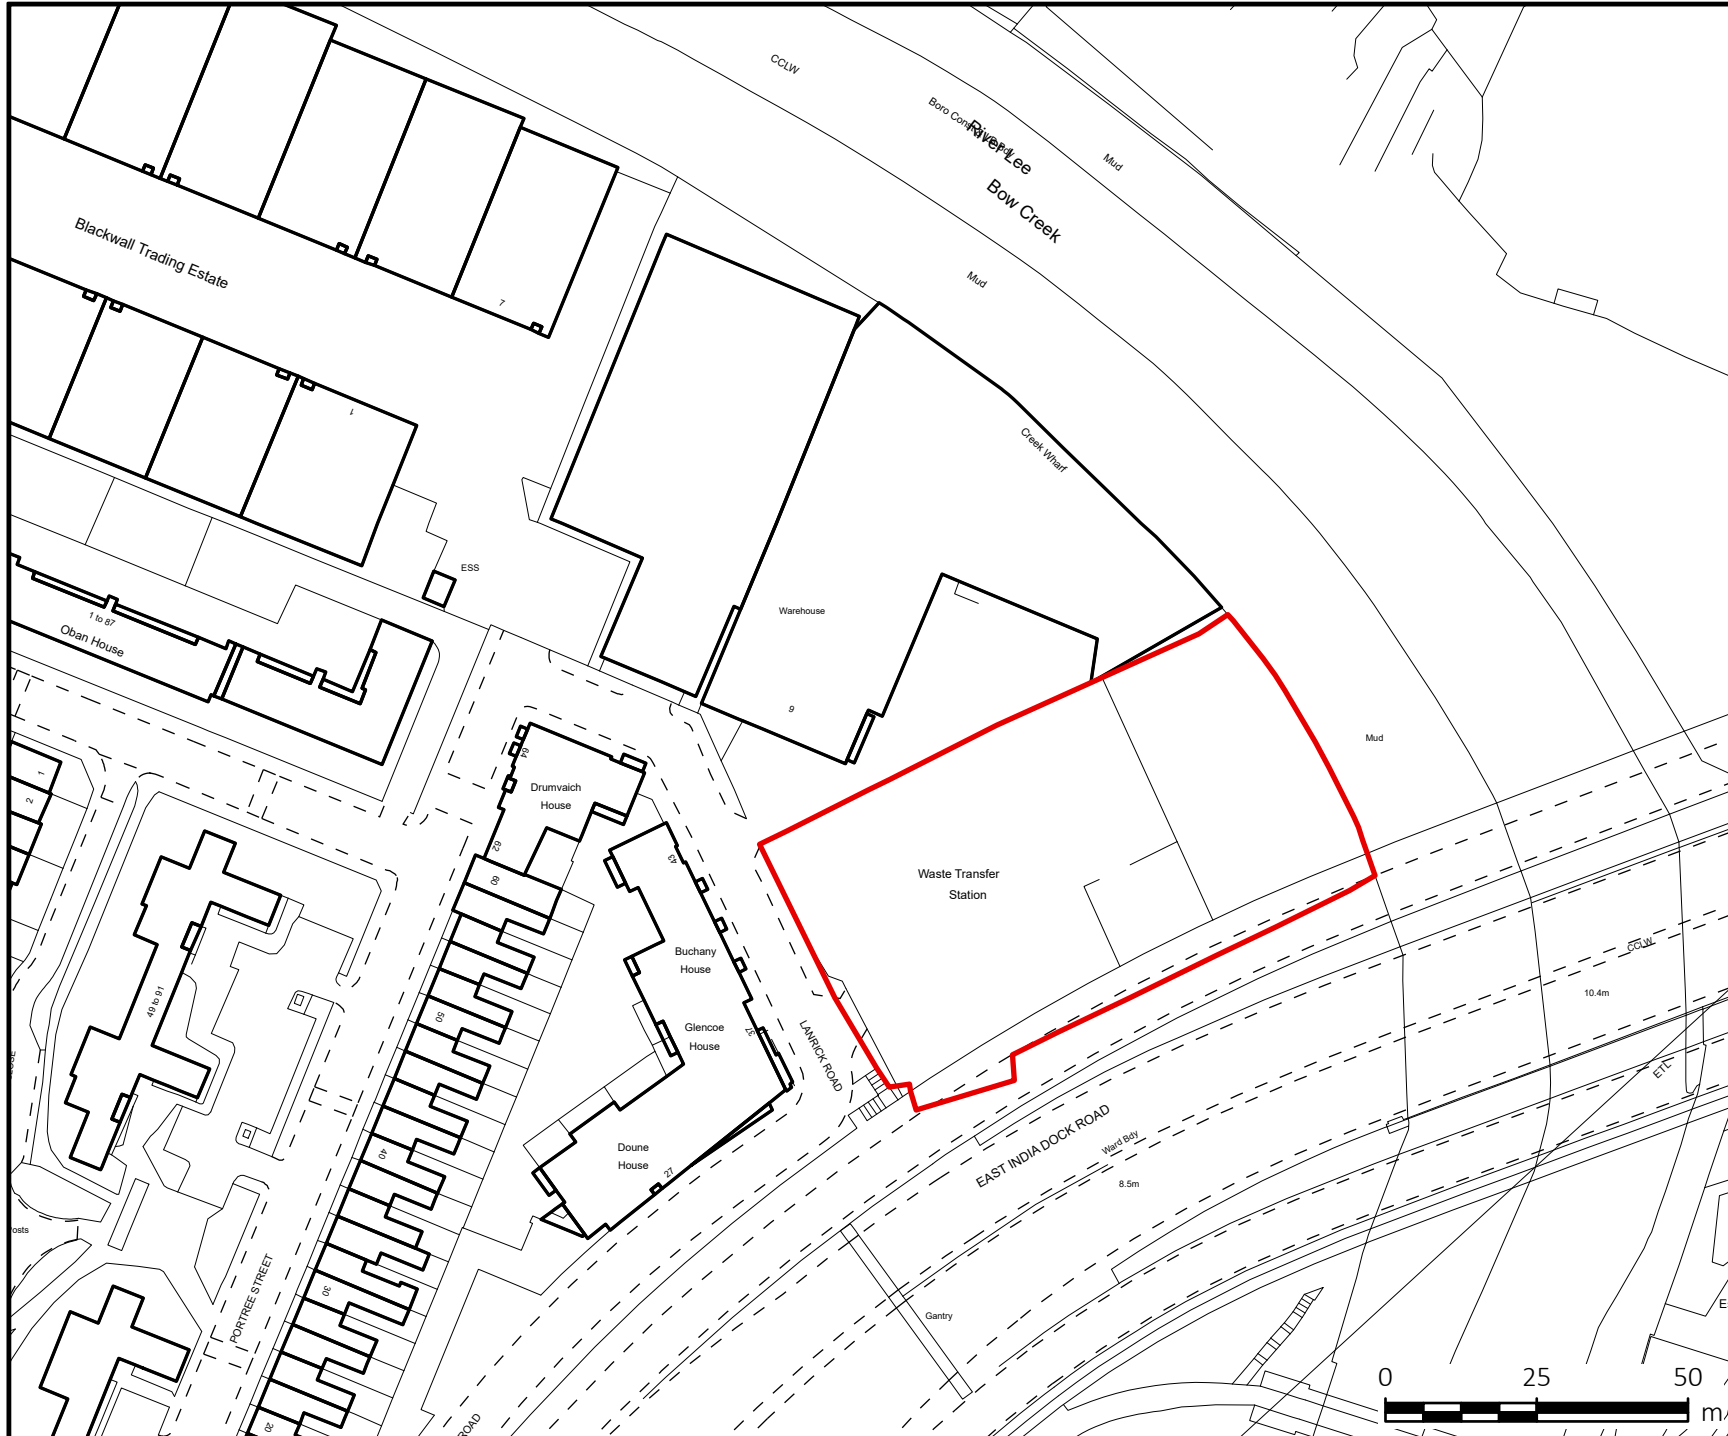 CCLW
River Lee
Mud
Bow Creek
Mud
Blackwall Trading Estate
7
1
Creek Wharf
ESS
Warehouse
1 to 87
Oban House
9
Mud
64
Drumvaich
House
62
1
2
60
43
Waste Transfer
Station
Buchany
House
CCLW
10.4m
49 to 91
50
Glencoe
House
37
LANRICK ROAD
ETL
EAST INDIA DOCK ROAD
Ward Bdy
8.5m
40
Doune
House
27
PORTREE STREET
30
Gantry
20
ROAD
0 25 50